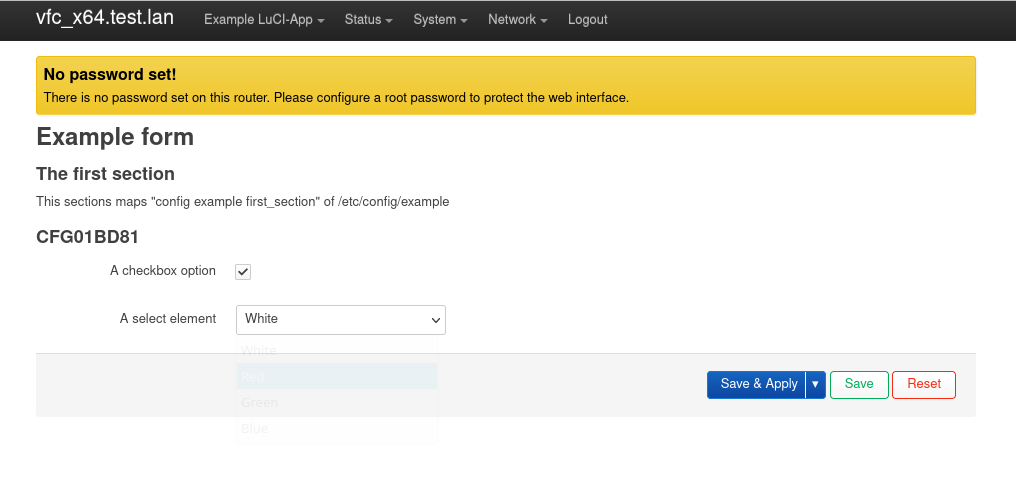 vfc_x64.test.lan Example LuCI-App Status System Network Logout
No password set!
There is no password set on this router. Please configure a root password to protect the web interface.
Example form
The first section
This sections maps "config example first_section" of /etc/config/example
CFG01BD81
A checkbox option
A select element White
White
Red
Green
Blue
Save & Apply Save Reset